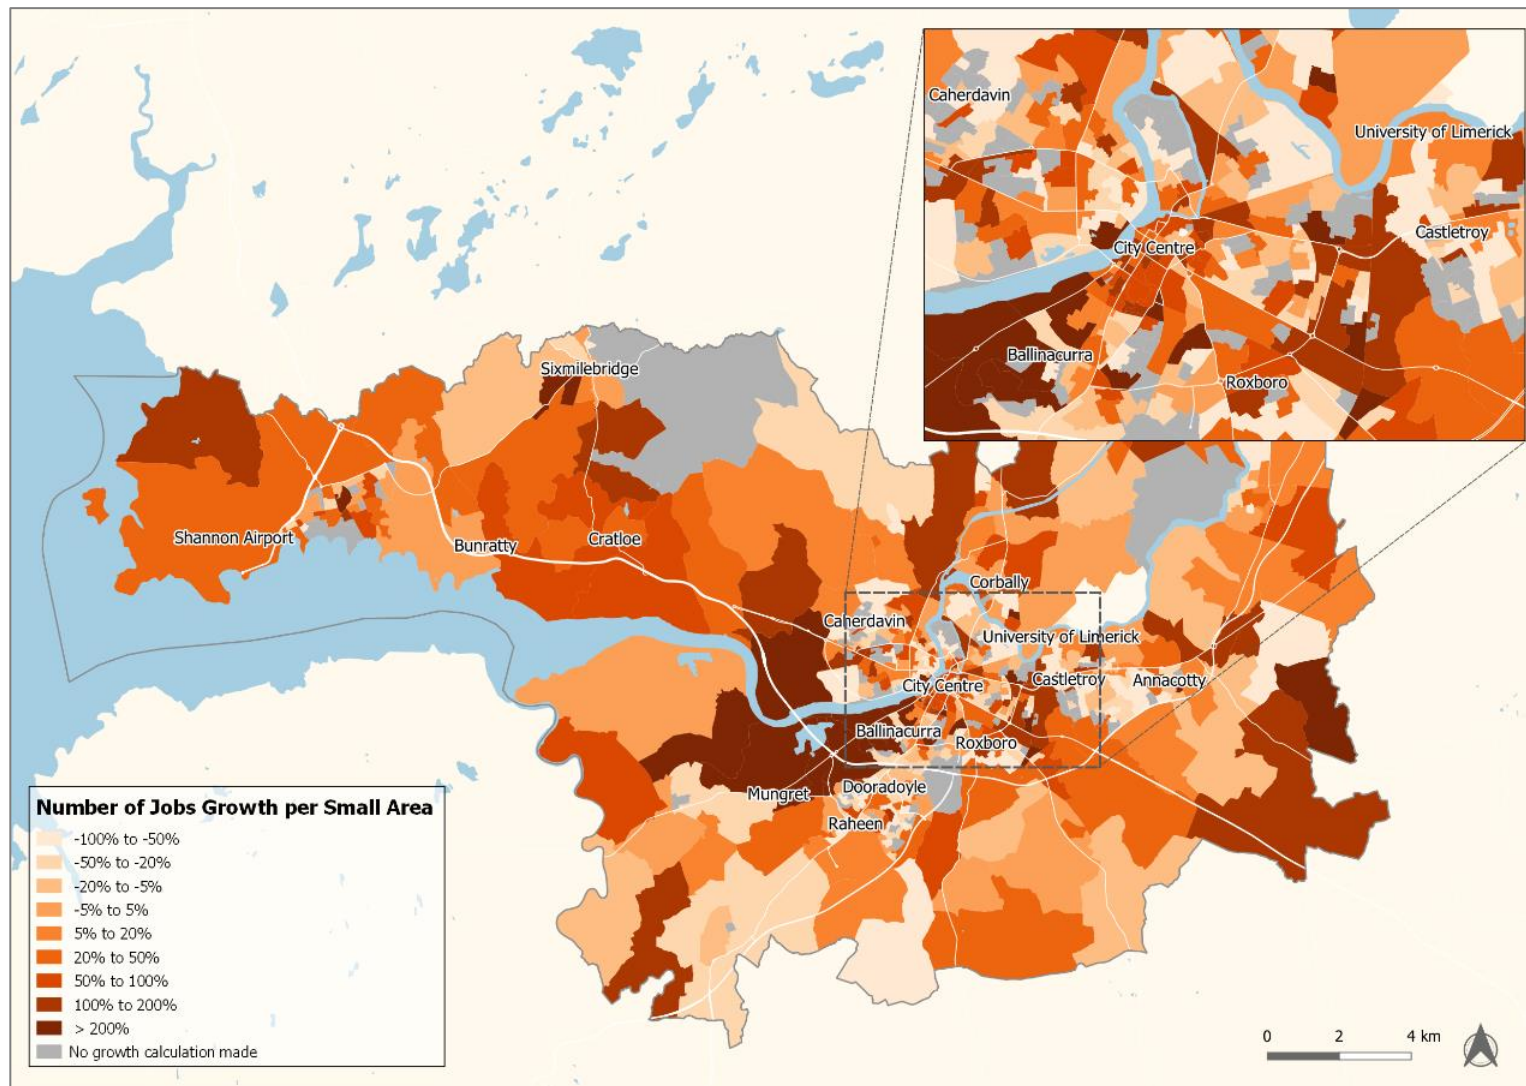 Caherdavin
University of Limerick
Castletroy
City Centre
Ballinacurra
Roxboro
Sixmilebridge
Shannon Airport
Bunratty
Cratloe
Corbally
Caherdavin
University of Limerick
Castletroy
Annacotty
City Centre
Ballinacurra
Roxboro
Mungret
Dooradoyle
Raheen
Number of Jobs Growth per Small Area
-100% to -50%
-50% to -20%
-20% to -5%
-5% to 5%
5% to 20%
20% to 50%
50% to 100%
100% to 200%
> 200%
No growth calculation made
0 2 4 km